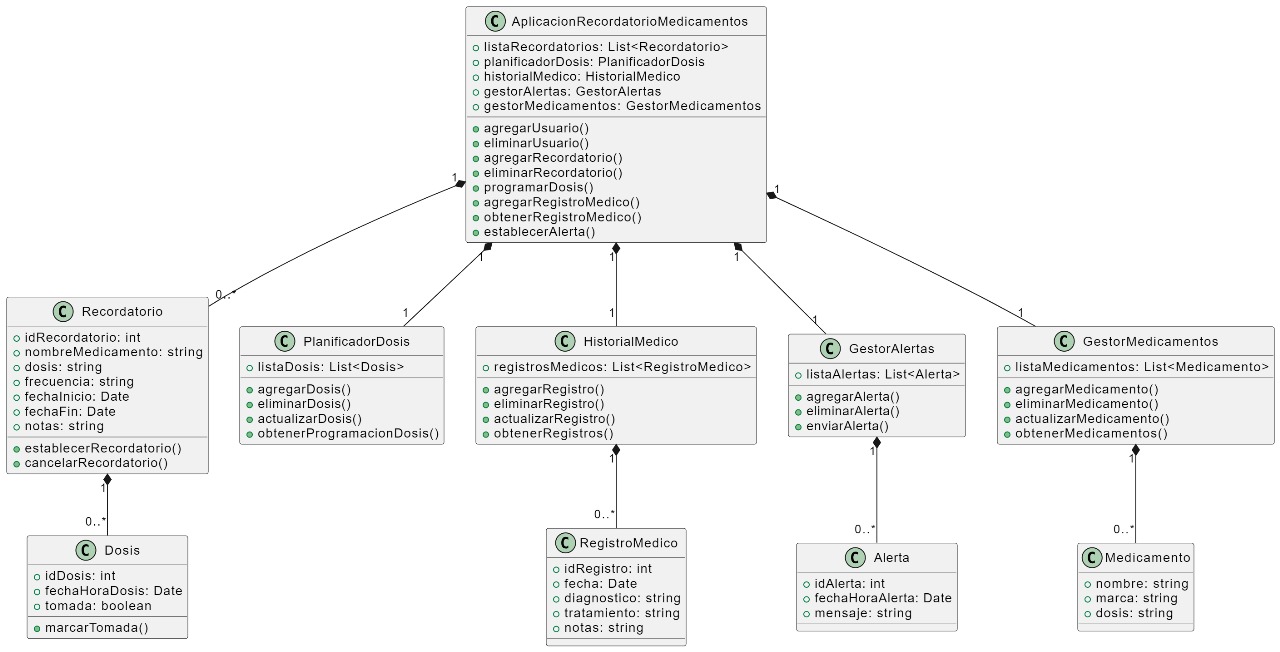 C AplicacionRecordatorioMedicamentos
listaRecordatorios: List<Recordatorio>
planificadorDosis: PlanificadorDosis
historialMedico: HistorialMedico
gestorAlertas: GestorAlertas
gestorMedicamentos: GestorMedicamentos
agregarUsuario()
eliminarUsuario()
agregarRecordatorio()
eliminarRecordatorio()
programarDosis()
agregarRegistroMedico()
obtenerRegistroMedico()
establecerAlerta()
1
0..*
1
1
1
1
1
1
1
1
C Recordatorio
idRecordatorio: int
nombreMedicamento: string
dosis: string
frecuencia: string
fechaInicio: Date
fechaFin: Date
notas: string
establecerRecordatorio()
cancelarRecordatorio()
C PlanificadorDosis
listaDosis: List<Dosis>
agregarDosis()
eliminarDosis()
actualizarDosis()
obtenerProgramacionDosis()
C HistorialMedico
registrosMedicos: List<RegistroMedico>
agregarRegistro()
eliminarRegistro()
actualizarRegistro()
obtenerRegistros()
C GestorAlertas
listaAlertas: List<Alerta>
agregarAlerta()
eliminarAlerta()
enviarAlerta()
C GestorMedicamentos
listaMedicamentos: List<Medicamento>
agregarMedicamento()
eliminarMedicamento()
actualizarMedicamento()
obtenerMedicamentos()
1
0..*
1
0..*
1
0..*
1
0..*
C Dosis
idDosis: int
fechaHoraDosis: Date
tomada: boolean
marcarTomada()
C RegistroMedico
idRegistro: int
fecha: Date
diagnostico: string
tratamiento: string
notas: string
C Alerta
idAlerta: int
fechaHoraAlerta: Date
mensaje: string
C Medicamento
nombre: string
marca: string
dosis: string